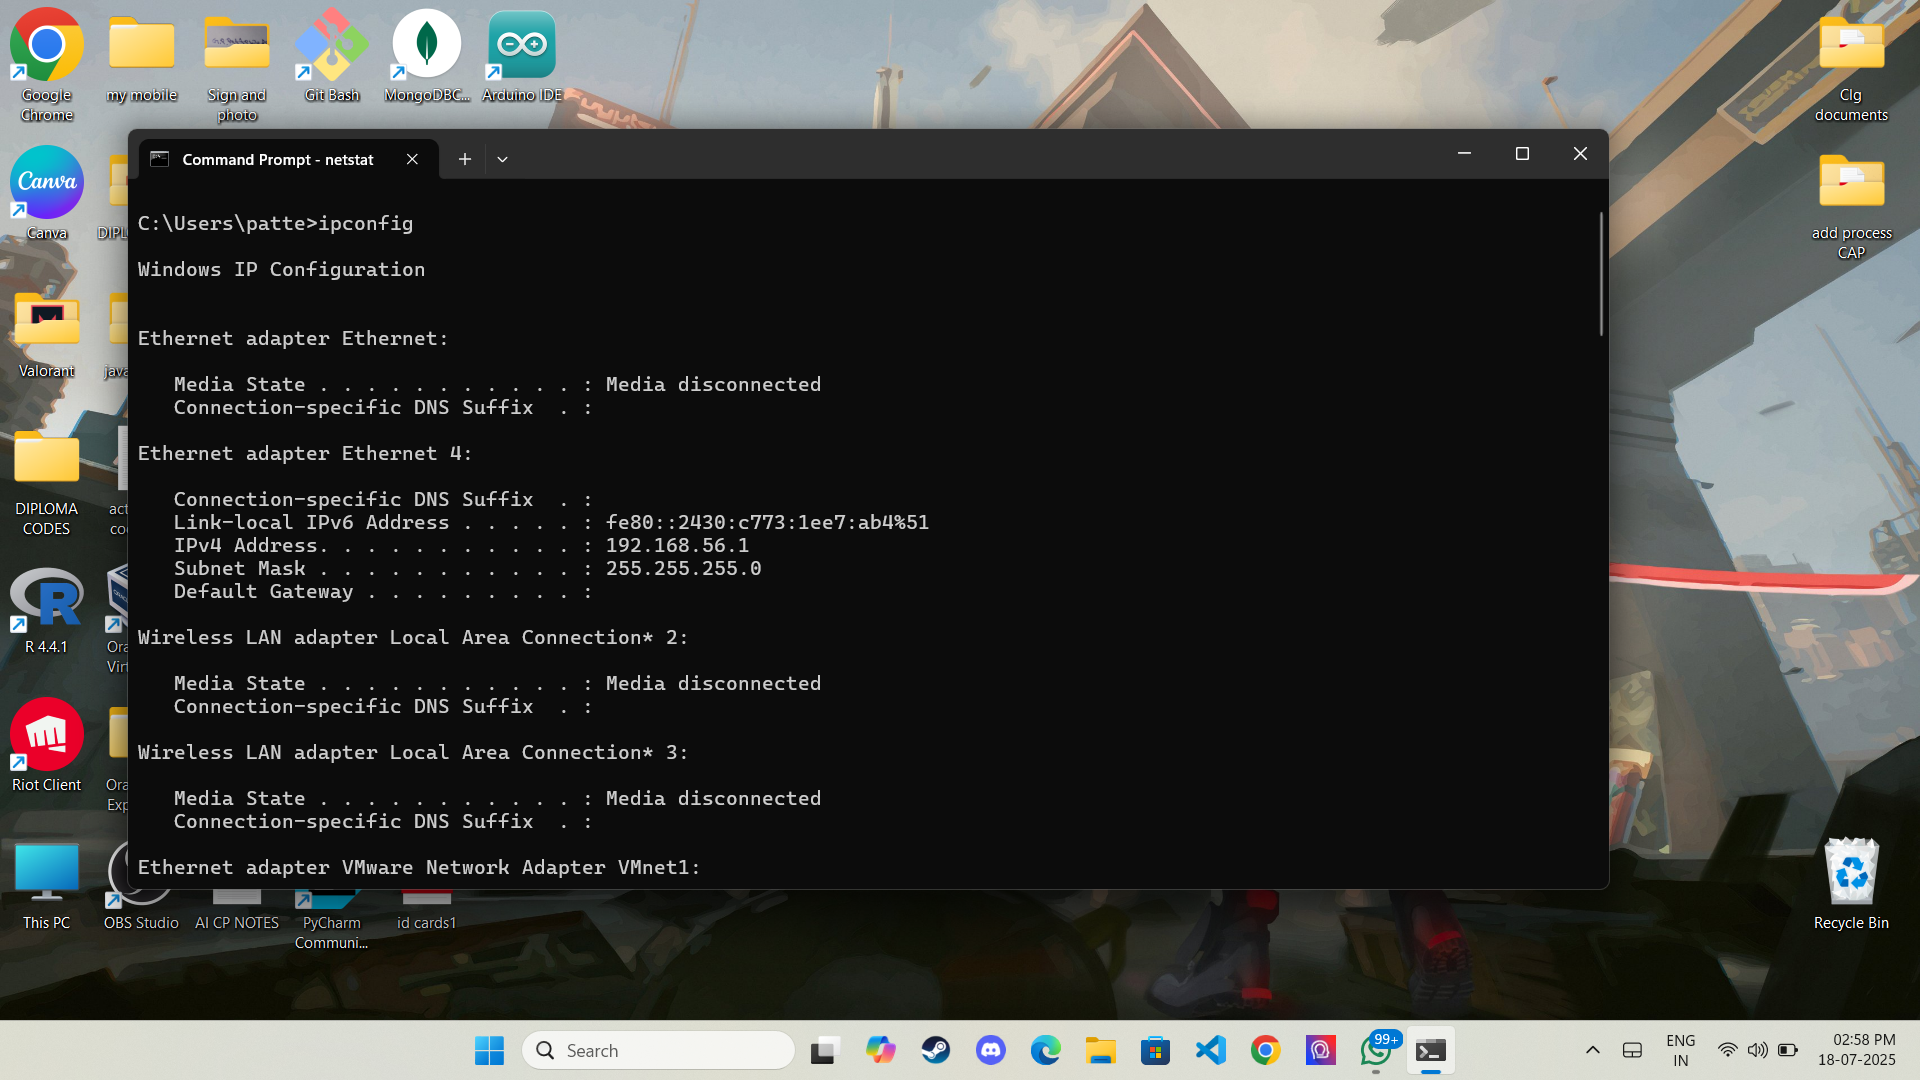 Google
Chrome
my mobile
Sign and
photo
Git Bash
MongoDBC...
Arduino IDE
Clg
documents
Command Prompt - netstat
Canva
Canva
add process
CAP
C:\Users\patte>ipconfig
Windows IP Configuration
Ethernet adapter Ethernet:
Media State . . . . . . . . . . . : Media disconnected
Connection-specific DNS Suffix  . :
Ethernet adapter Ethernet 4:
Connection-specific DNS Suffix  . :
Link-local IPv6 Address . . . . . : fe80::2430:c773:1ee7:ab4%51
IPv4 Address. . . . . . . . . . . : 192.168.56.1
Subnet Mask . . . . . . . . . . . : 255.255.255.0
Default Gateway . . . . . . . . . :
Wireless LAN adapter Local Area Connection* 2:
Media State . . . . . . . . . . . : Media disconnected
Connection-specific DNS Suffix  . :
Wireless LAN adapter Local Area Connection* 3:
Media State . . . . . . . . . . . : Media disconnected
Connection-specific DNS Suffix  . :
Ethernet adapter VMware Network Adapter VMnet1:
Valorant
DIPLOMA
CODES
R 4.4.1
Riot Client
This PC
OBS Studio
AI CP NOTES
PyCharm
Communi...
id cards1
Recycle Bin
Search
99+
ENG
IN
02:58 PM
18-07-2025